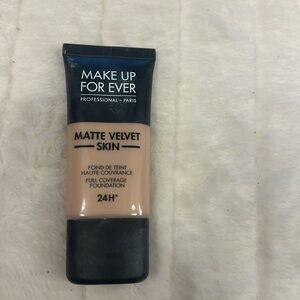 MAKE UP
FOR EVER
PROFESSIONAL – PARIS
MATTE VELVET
SKIN
FOND DE TEINT
HAUTE COUVRANCE
FULL COVERAGE
FOUNDATION
24H*